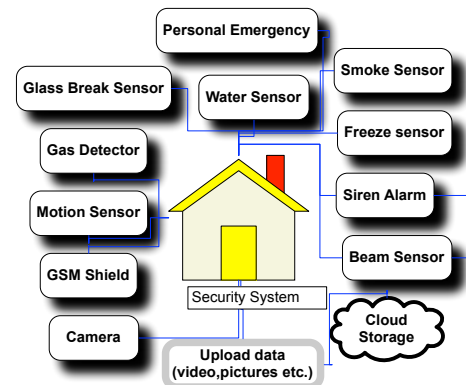 Personal Emergency
Smoke Sensor
Glass Break Sensor
Water Sensor
Freeze sensor
Gas Detector
Siren Alarm
Motion Sensor
Beam Sensor
GSM Shield
Security System
Cloud
Storage
Camera
Upload data
(video,pictures etc.)